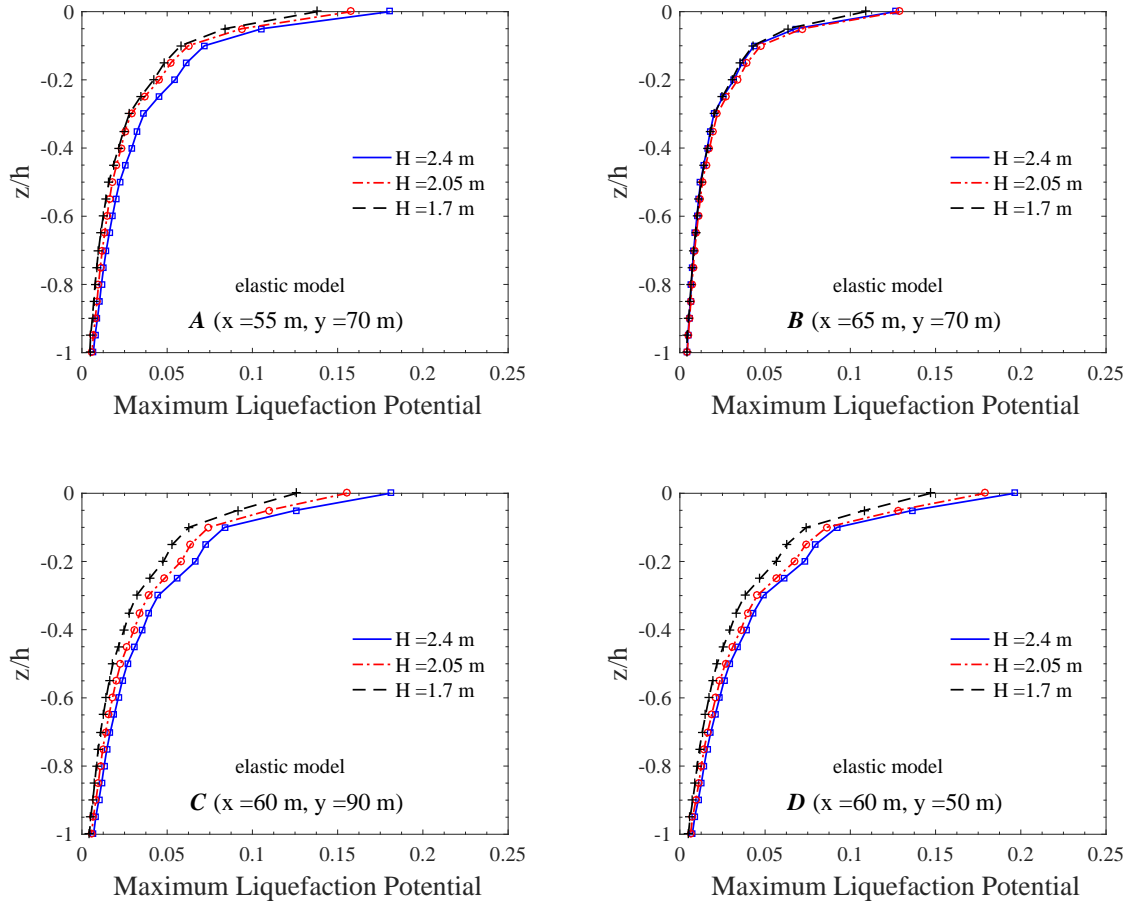 0
-0.2
-0.4
-0.6
-0.8
-1
z/h
H =2.4 m
H =2.05 m
H =1.7 m
elastic model
A (x =55 m, y =70 m)
0 0.05 0.1 0.15 0.2 0.25
Maximum Liquefaction Potential
0
-0.2
-0.4
-0.6
-0.8
-1
z/h
H =2.4 m
H =2.05 m
H =1.7 m
elastic model
B (x =65 m, y =70 m)
0 0.05 0.1 0.15 0.2 0.25
Maximum Liquefaction Potential
0
-0.2
-0.4
-0.6
-0.8
-1
z/h
H =2.4 m
H =2.05 m
H =1.7 m
elastic model
C (x =60 m, y =90 m)
0 0.05 0.1 0.15 0.2 0.25
Maximum Liquefaction Potential
0
-0.2
-0.4
-0.6
-0.8
-1
z/h
H =2.4 m
H =2.05 m
H =1.7 m
elastic model
D (x =60 m, y =50 m)
0 0.05 0.1 0.15 0.2 0.25
Maximum Liquefaction Potential